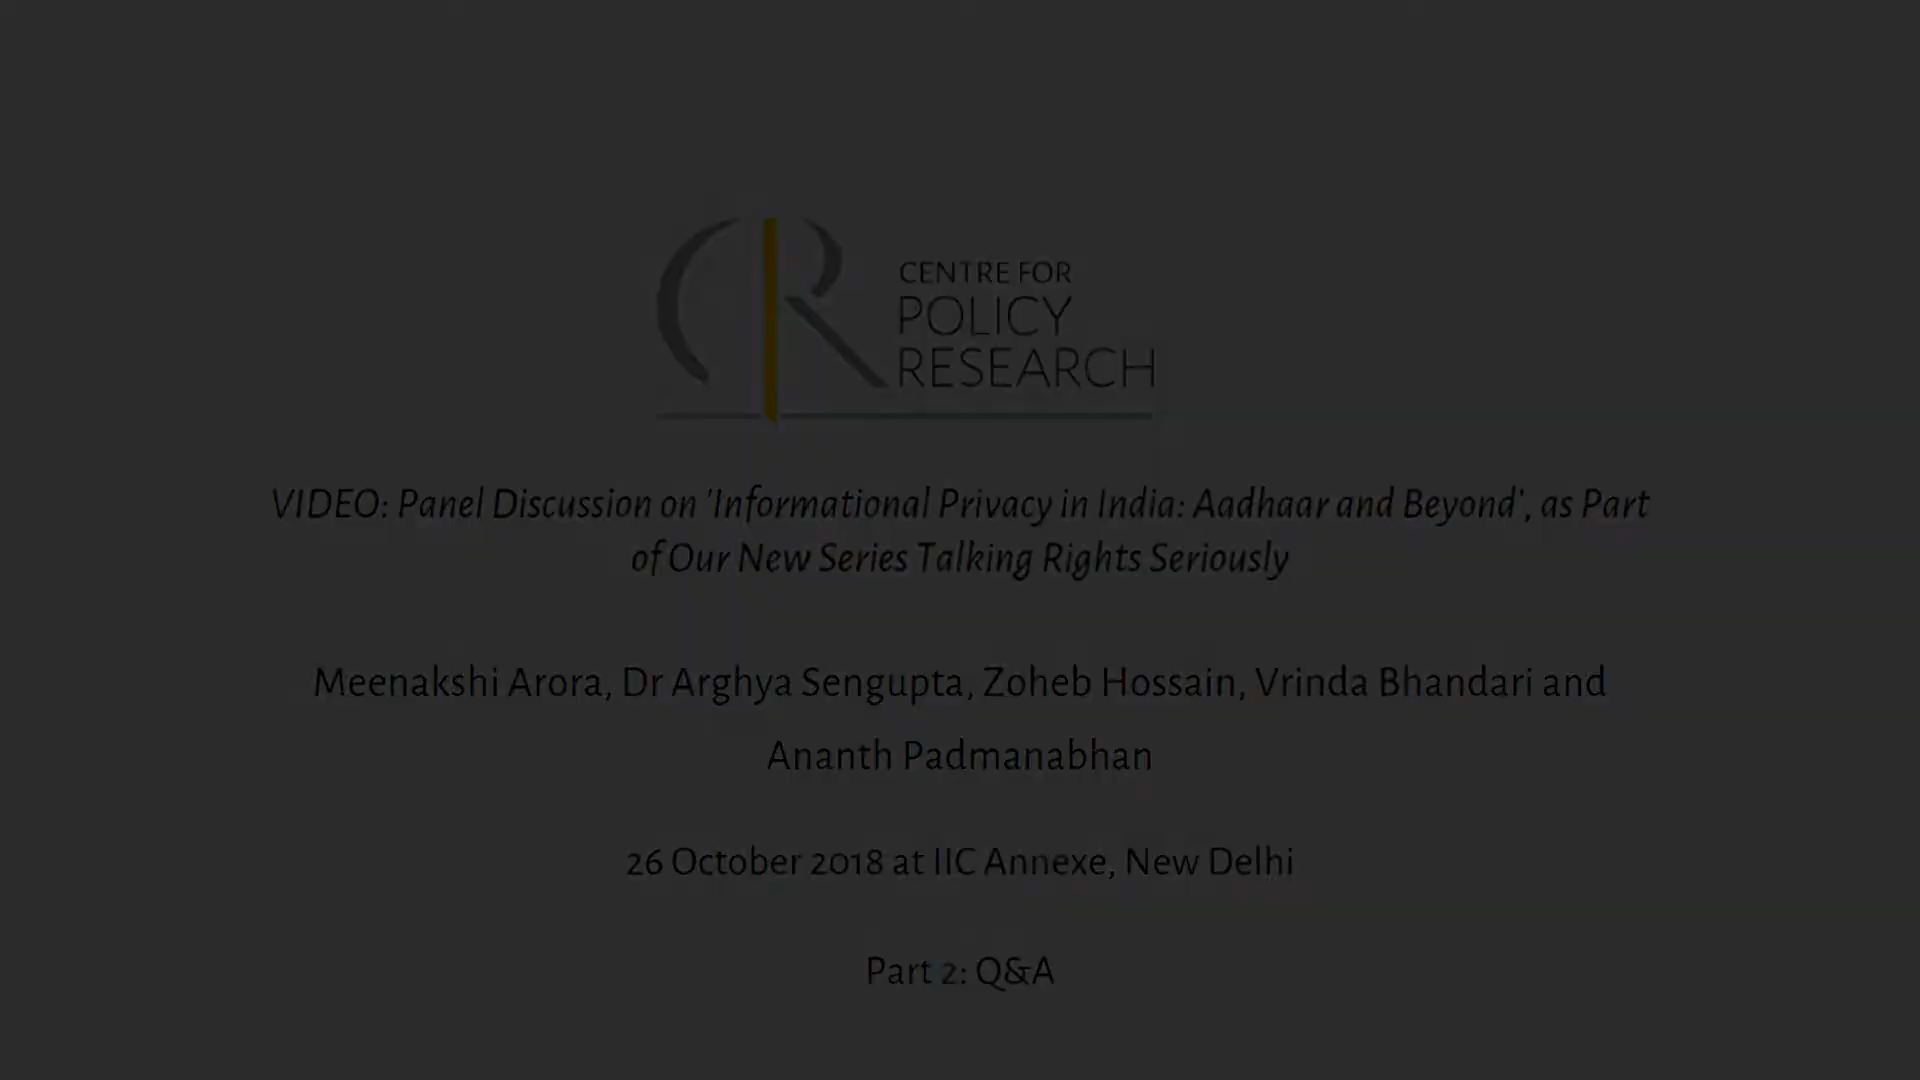 CENTRE FOR
POLICY
RESEARCH
VIDEO: Panel Discussion on 'Informational Privacy in India: Aadhaar and Beyond', as Part
of Our New Series Talking Rights Seriously
Meenakshi Arora, Dr Arghya Sengupta, Zoheb Hossain, Vrinda Bhandari and
Ananth Padmanabhan
26 October 2018 at IIC Annexe, New Delhi
Part 2: Q&A